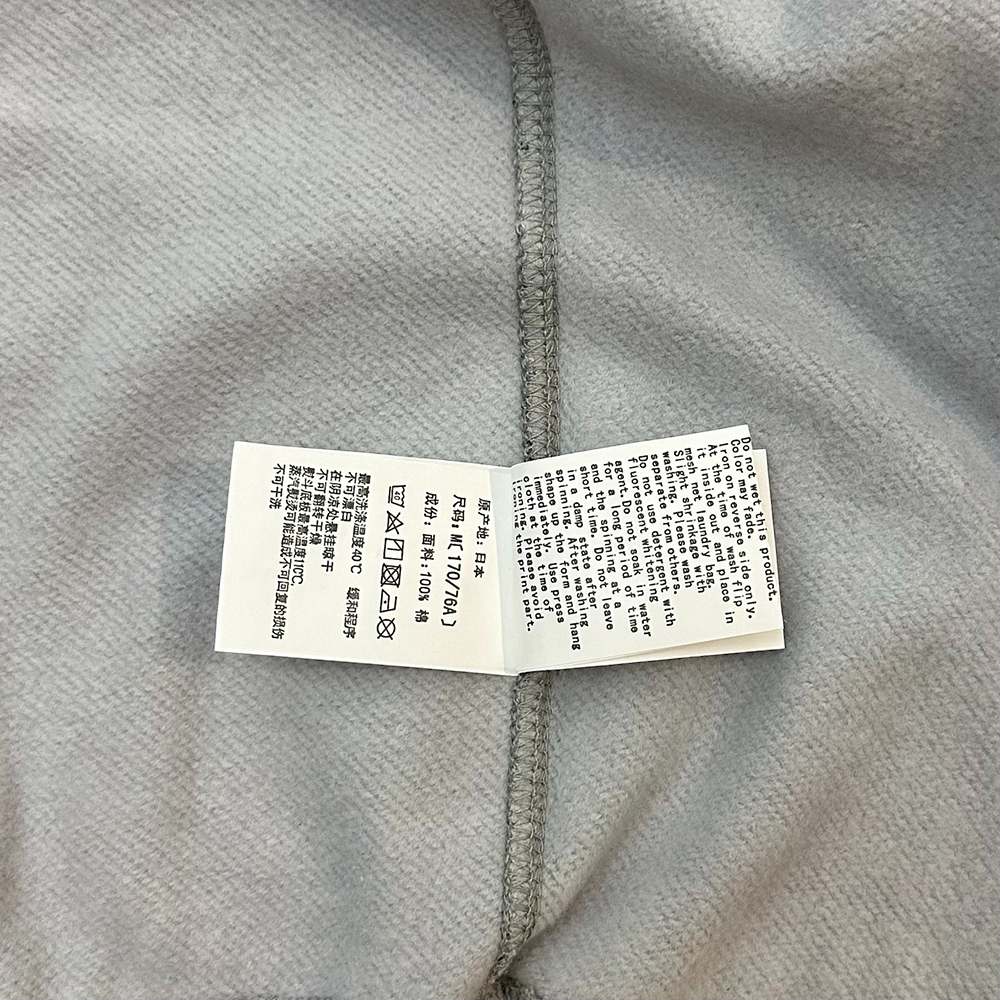 原产地: 日本
尺码: M[170/76A]
成份: 面料: 100% 棉
最高洗涤温度40℃ 缓和程序
不可漂白
在阴凉处悬挂晾干
不可翻转干燥
熨斗底板最高温度110℃,
蒸汽熨烫可能造成不可回复的损伤
不可干洗
Do not wet this product.
Color may fade.
Iron on reverse side only.
At the time of wash flip
it inside out and place in
mesh net laundry bag.
Slight shrinkage with
washing. Please wash
separate from others.
Do not use detergent with
fluorescent whitening
agent. Do not soak in water
for a long period of time
and the spinning at a
short time. Do not leave
in a damp state after
spinning. After washing
shape up the form and hang
immediately. Use press
cloth at the time of
ironing. Please avoid
ironing the print part.